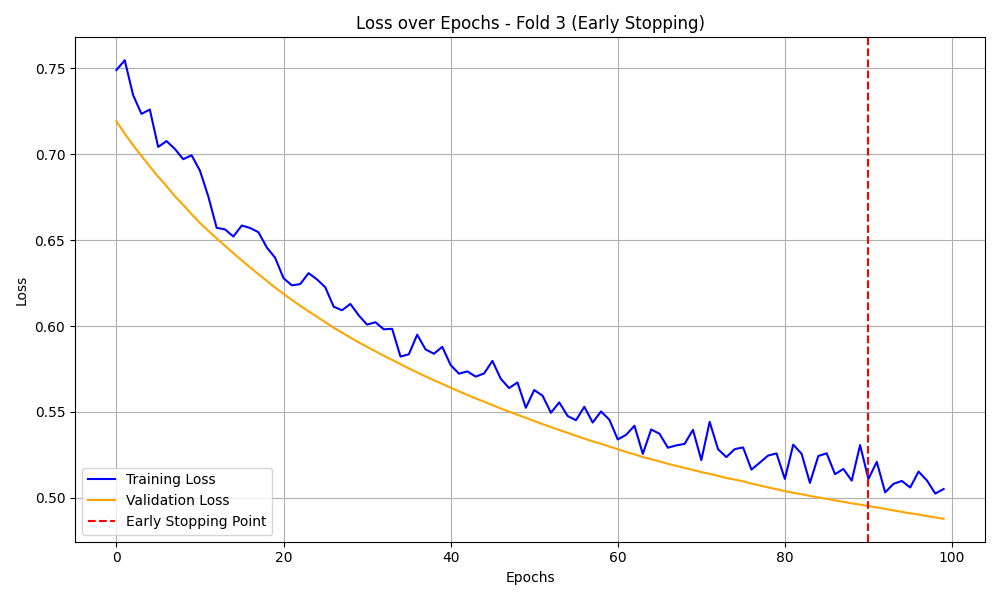 Loss over Epochs - Fold 3 (Early Stopping)
Loss
0.75
0.70
0.65
0.60
0.55
0.50
Training Loss
Validation Loss
Early Stopping Point
0 20 40 60 80 100
Epochs